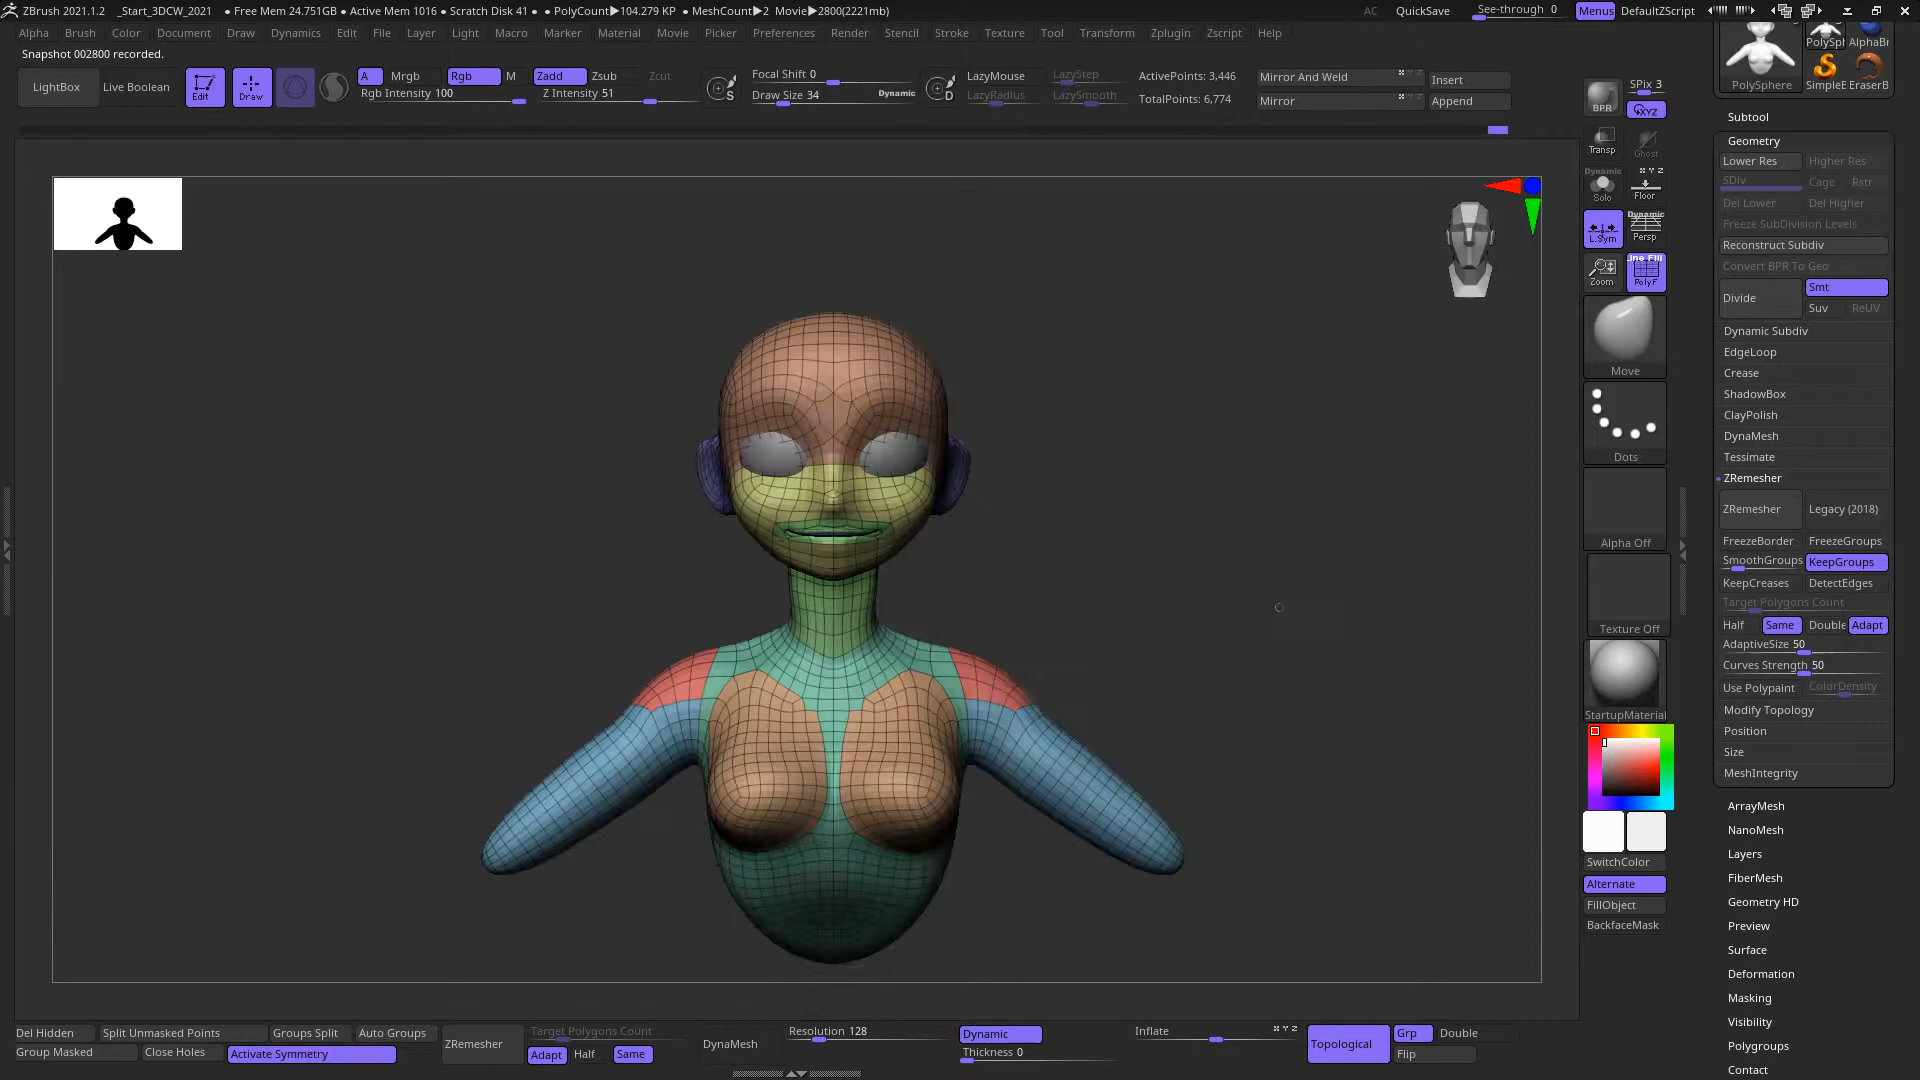 ZBrush 2021.1.2 _Start_3DCW_2021 ● Free Mem 24.751GB ● Active Mem 1016 ● Scratch Disk 41 ● ● PolyCount▶104.279 KP ● MeshCount▶2 Movie▶2800(2221mb) AC QuickSave See-through 0 Menus DefaultZScript
Alpha Brush Color Document Draw Dynamics Edit File Layer Light Macro Marker Material Movie Picker Preferences Render Stencil Stroke Texture Tool Transform Zplugin Zscript Help
Snapshot 002800 recorded.
LightBox Live Boolean Edit Draw
A Mrgb Rgb M Zadd Zsub Zcut
Rgb Intensity 100 Z Intensity 51
S Focal Shift 0
Draw Size 34 Dynamic
D LazyMouse LazyStep
LazyRadius LazySmooth
ActivePoints: 3,446
TotalPoints: 6,774
Mirror And Weld Insert
Mirror Append
BPR SPix 3
XYZ
Transp Ghost
Dynamic
Solo
X Y Z
Floor
L.Sym
Dynamic
Persp
Zoom
Line Fill
PolyF
Move
Dots
Alpha Off
Texture Off
StartupMaterial
SwitchColor
Alternate
FillObject
BackfaceMask
PolySpl AlphaBr
PolySphere SimpleE EraserB
Subtool
Geometry
Lower Res Higher Res
SDiv Cage Rstr
Del Lower Del Higher
Freeze SubDivision Levels
Reconstruct Subdiv
Convert BPR To Geo
Divide Smt
Suv ReUV
Dynamic Subdiv
EdgeLoop
Crease
ShadowBox
ClayPolish
DynaMesh
Tessimate
ZRemesher
ZRemesher Legacy (2018)
FreezeBorder FreezeGroups
SmoothGroups KeepGroups
KeepCreases DetectEdges
Target Polygons Count
Half Same Double Adapt
AdaptiveSize 50
Curves Strength 50
Use Polypaint ColorDensity
Modify Topology
Position
Size
MeshIntegrity
ArrayMesh
NanoMesh
Layers
FiberMesh
Geometry HD
Preview
Surface
Deformation
Masking
Visibility
Polygroups
Contact
Del Hidden Split Unmasked Points Groups Split Auto Groups
Group Masked Close Holes Activate Symmetry
ZRemesher Target Polygons Count
Adapt Half Same
DynaMesh Resolution 128
Dynamic
Thickness 0
Inflate X Y Z
Topological Grp Double
Flip